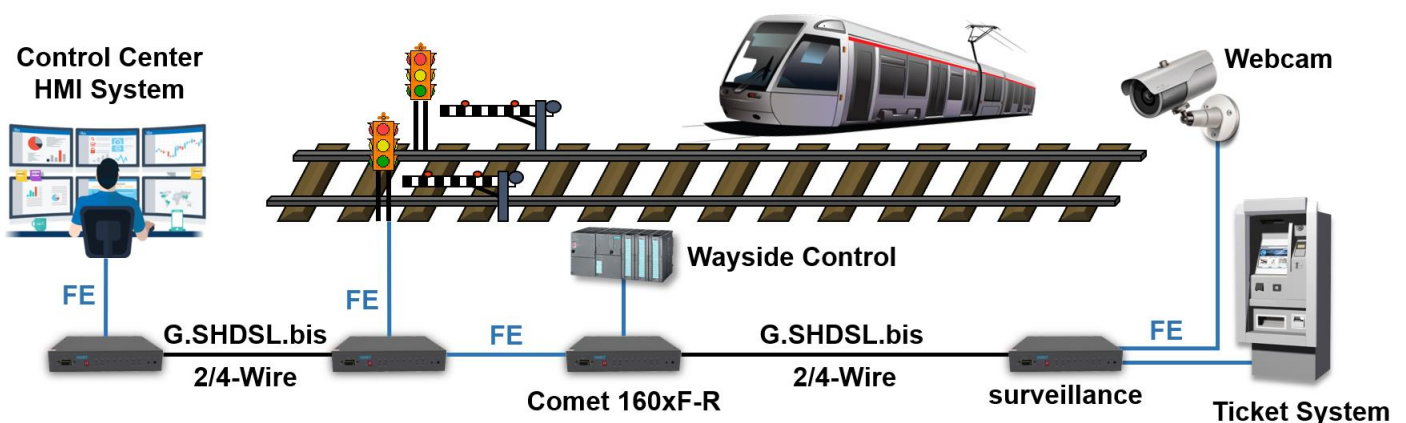 Control Center
HMI System
Webcam
Wayside Control
FE
FE
G.SHDSL.bis
2/4-Wire
FE
G.SHDSL.bis
2/4-Wire
FE
Comet 160xF-R
surveillance
Ticket System